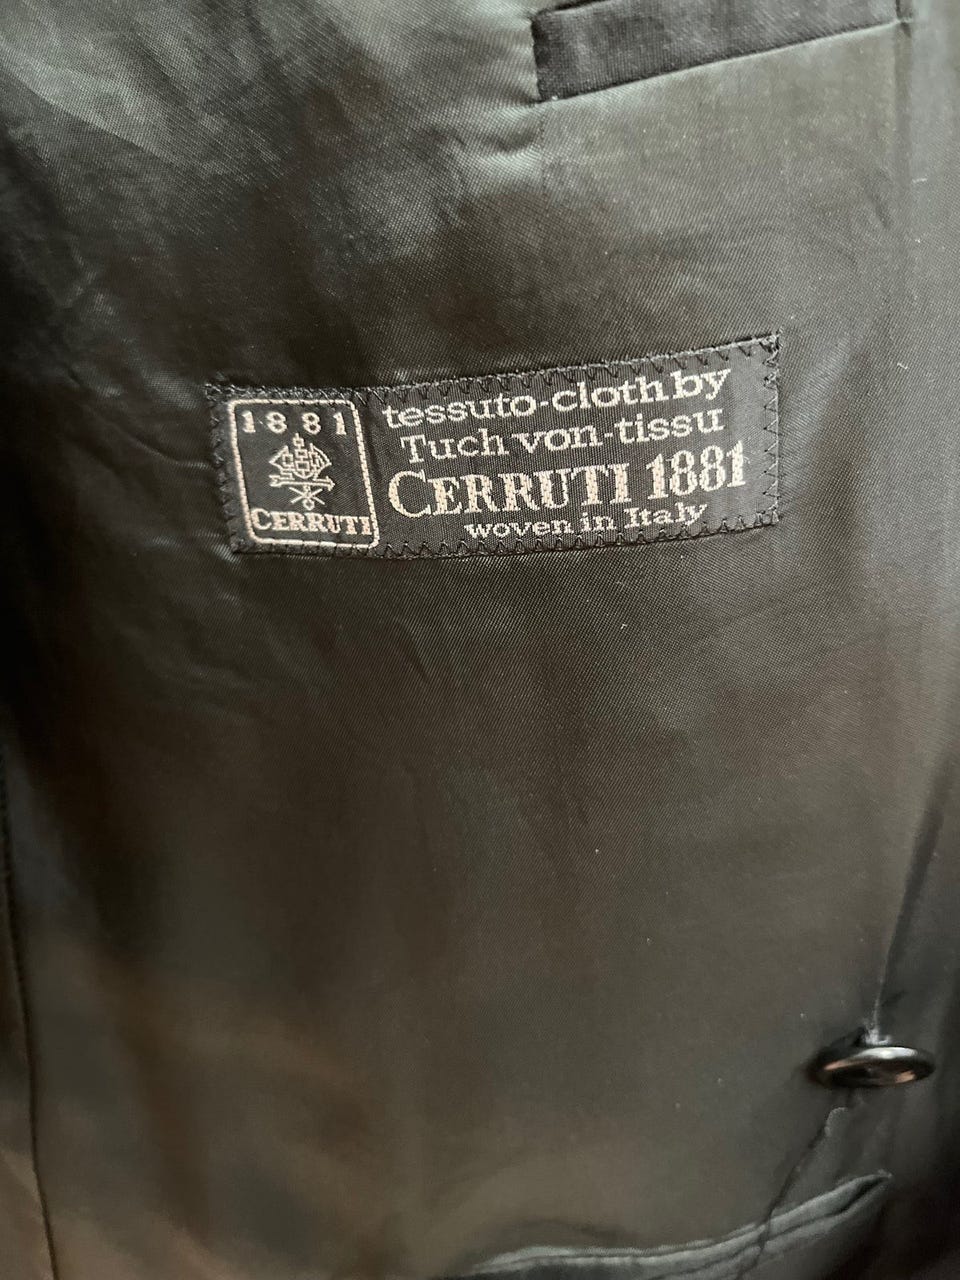 1881
CERRUTI
tessuto-cloth by
Tuch von-tissu
CERRUTI 1881
woven in Italy